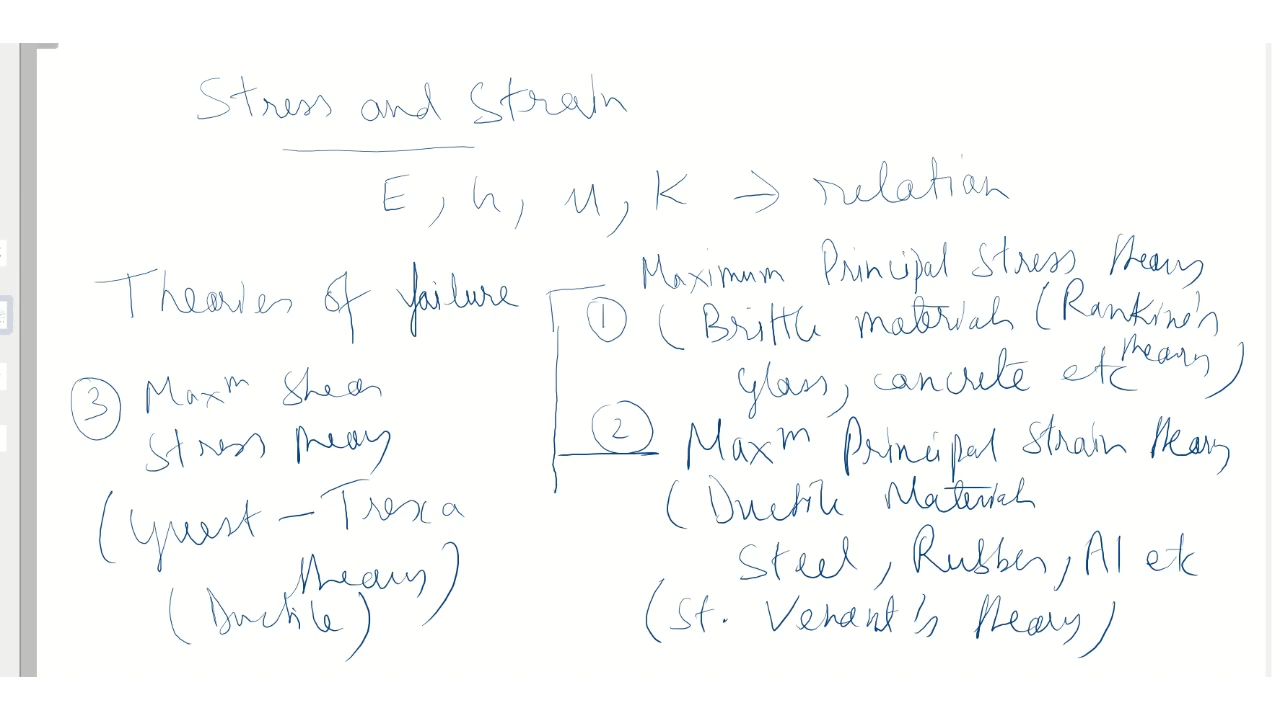 Stress and Strain
E, h, u, K → relation
Theories of failure
① Maximum Principal Stress theory
(Brittle materials (Rankine's theory)
glass, concrete etc
② Maxᵐ Principal Strain theory
(Ductile Materials
Steel, Rubber, Al etc
(St. Venant's theory)
③ Maxᵐ Shear
Stress theory
(Guest - Tresca
theory)
(Ductile)